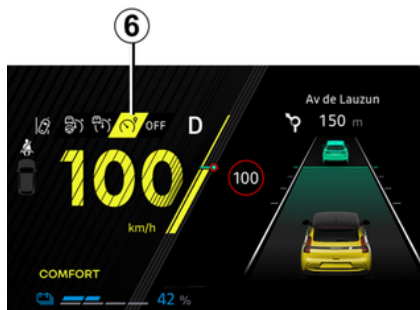 6
OFF D
100
km/h
COMFORT
42 %
Av de Lauzun
150 m
100